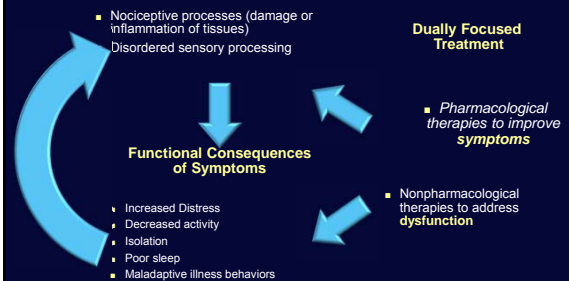 ▪ Nociceptive processes (damage or
inflammation of tissues)
Disordered sensory processing
Dually Focused
Treatment
▪ Pharmacological
therapies to improve
symptoms
Functional Consequences
of Symptoms
▪ Nonpharmacological
therapies to address
dysfunction
▪ Increased Distress
▪ Decreased activity
▪ Isolation
▪ Poor sleep
▪ Maladaptive illness behaviors